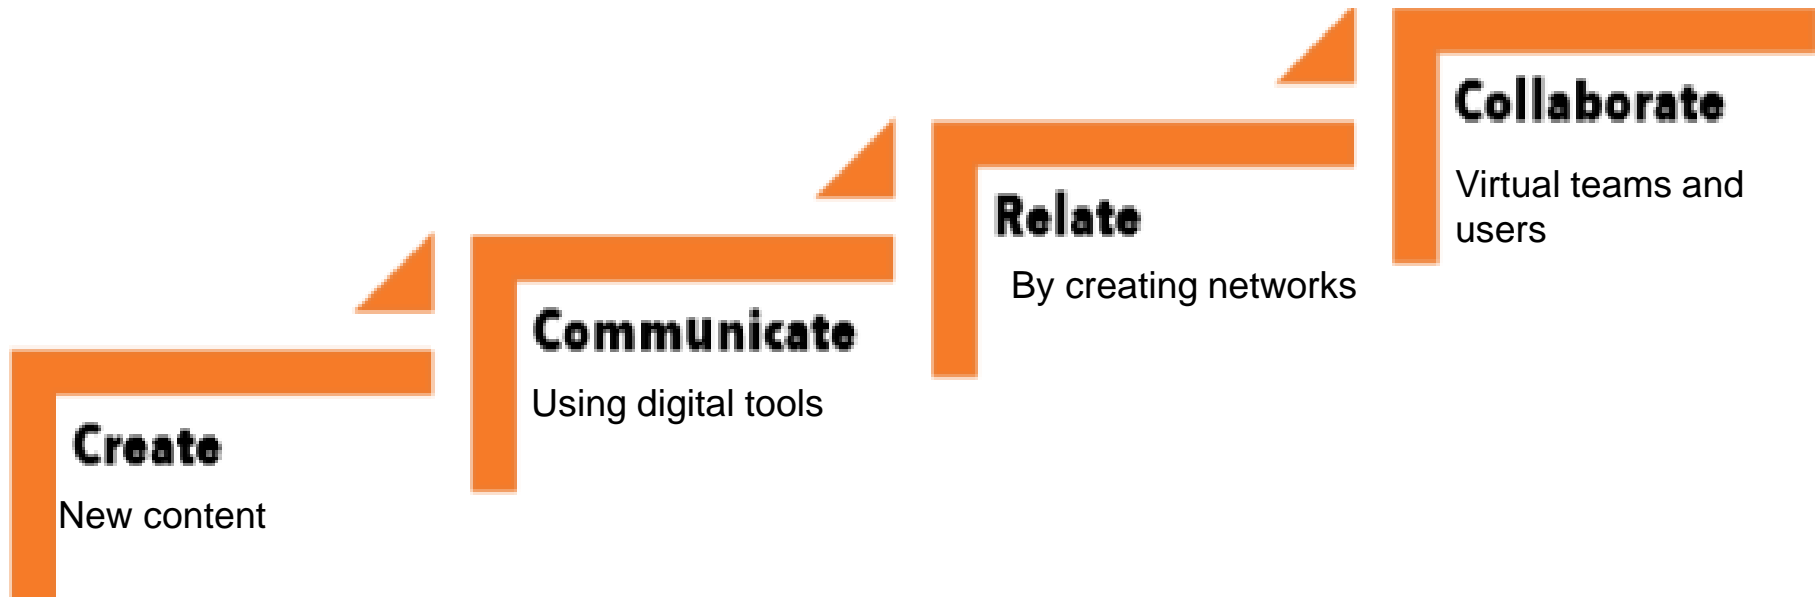 Create
New content
Communicate
Using digital tools
Relate
By creating networks
Collaborate
Virtual teams and
users